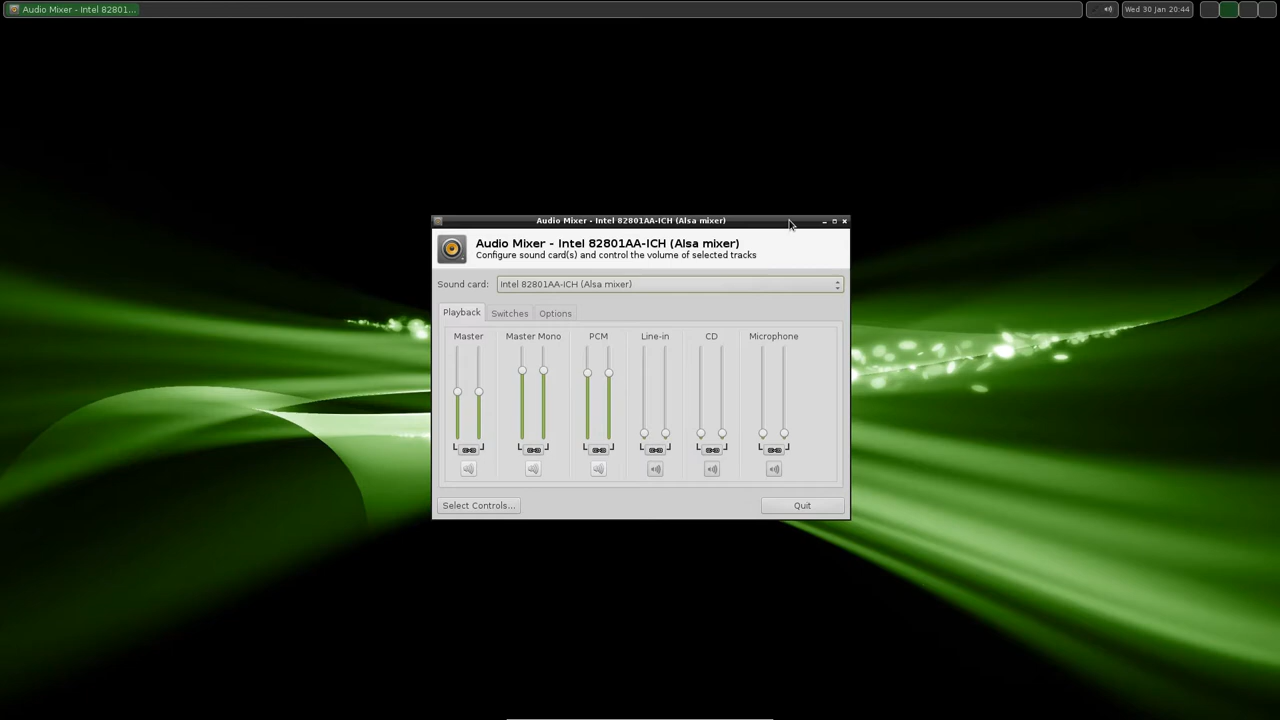 Audio Mixer - Intel 82801...
Wed 30 Jan 20:44
Audio Mixer - Intel 82801AA-ICH (Alsa mixer)
Audio Mixer - Intel 82801AA-ICH (Alsa mixer)
Configure sound card(s) and control the volume of selected tracks
Sound card: Intel 82801AA-ICH (Alsa mixer)
Playback Switches Options
Master Master Mono PCM Line-in CD Microphone
Select Controls... Quit